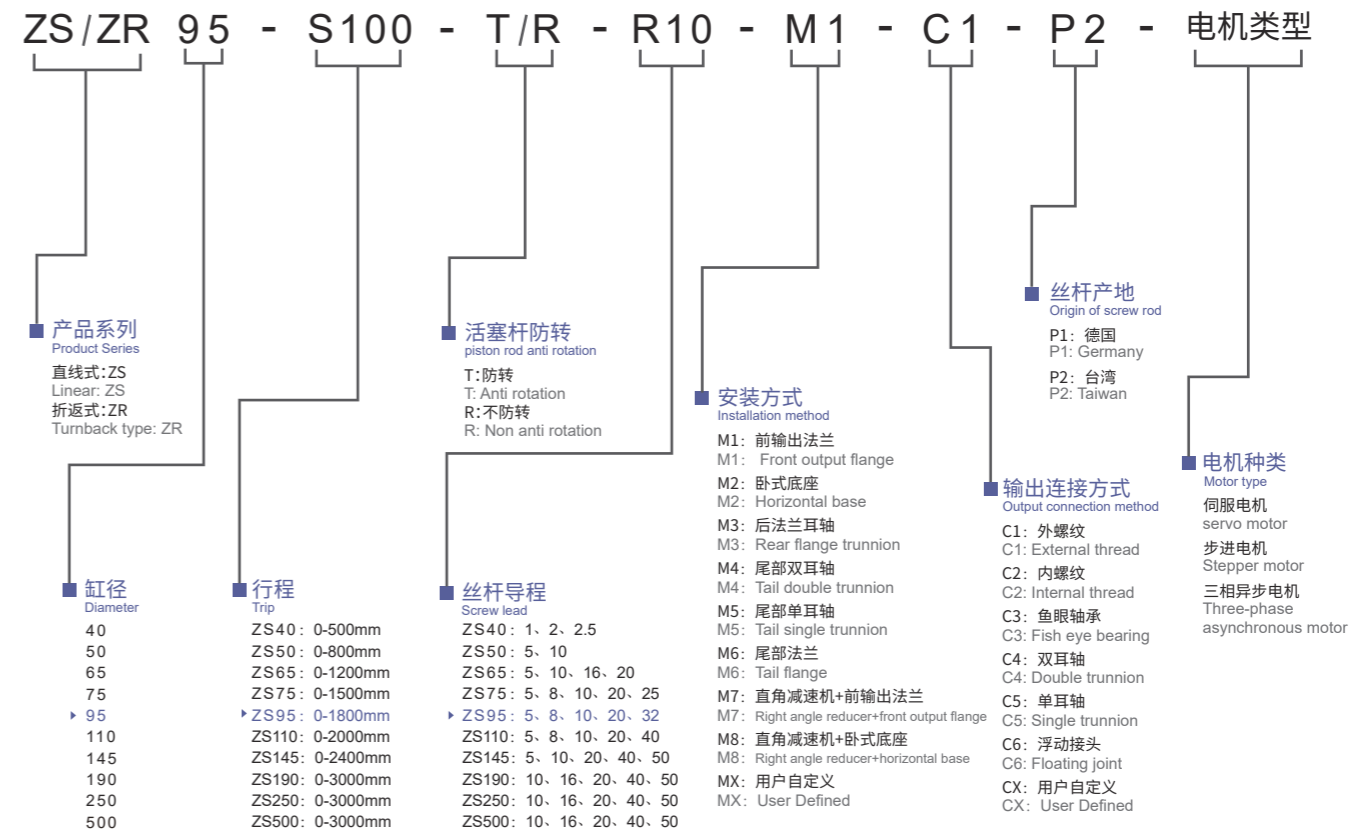 ZS/ZR 95 - S100 - T/R - R10 - M1 - C1 - P2 - 电机类型
产品系列
Product Series
直线式:ZS
Linear: ZS
折返式:ZR
Turnback type: ZR
缸径
Diameter
40
50
65
75
95
110
145
190
250
500
行程
Trip
ZS40: 0-500mm
ZS50: 0-800mm
ZS65: 0-1200mm
ZS75: 0-1500mm
ZS95: 0-1800mm
ZS110: 0-2000mm
ZS145: 0-2400mm
ZS190: 0-3000mm
ZS250: 0-3000mm
ZS500: 0-3000mm
活塞杆防转
piston rod anti rotation
T:防转
T: Anti rotation
R:不防转
R: Non anti rotation
丝杆导程
Screw lead
ZS40: 1、2、2.5
ZS50: 5、10
ZS65: 5、10、16、20
ZS75: 5、8、10、20、25
ZS95: 5、8、10、20、32
ZS110: 5、8、10、20、40
ZS145: 5、10、20、40、50
ZS190: 10、16、20、40、50
ZS250: 10、16、20、40、50
ZS500: 10、16、20、40、50
安装方式
Installation method
M1: 前输出法兰
M1: Front output flange
M2: 卧式底座
M2: Horizontal base
M3: 后法兰耳轴
M3: Rear flange trunnion
M4: 尾部双耳轴
M4: Tail double trunnion
M5: 尾部单耳轴
M5: Tail single trunnion
M6: 尾部法兰
M6: Tail flange
M7: 直角减速机+前输出法兰
M7: Right angle reducer+front output flange
M8: 直角减速机+卧式底座
M8: Right angle reducer+horizontal base
MX: 用户自定义
MX: User Defined
输出连接方式
Output connection method
C1: 外螺纹
C1: External thread
C2: 内螺纹
C2: Internal thread
C3: 鱼眼轴承
C3: Fish eye bearing
C4: 双耳轴
C4: Double trunnion
C5: 单耳轴
C5: Single trunnion
C6: 浮动接头
C6: Floating joint
CX: 用户自定义
CX: User Defined
丝杆产地
Origin of screw rod
P1: 德国
P1: Germany
P2: 台湾
P2: Taiwan
电机种类
Motor type
伺服电机
servo motor
步进电机
Stepper motor
三相异步电机
Three-phase
asynchronous motor